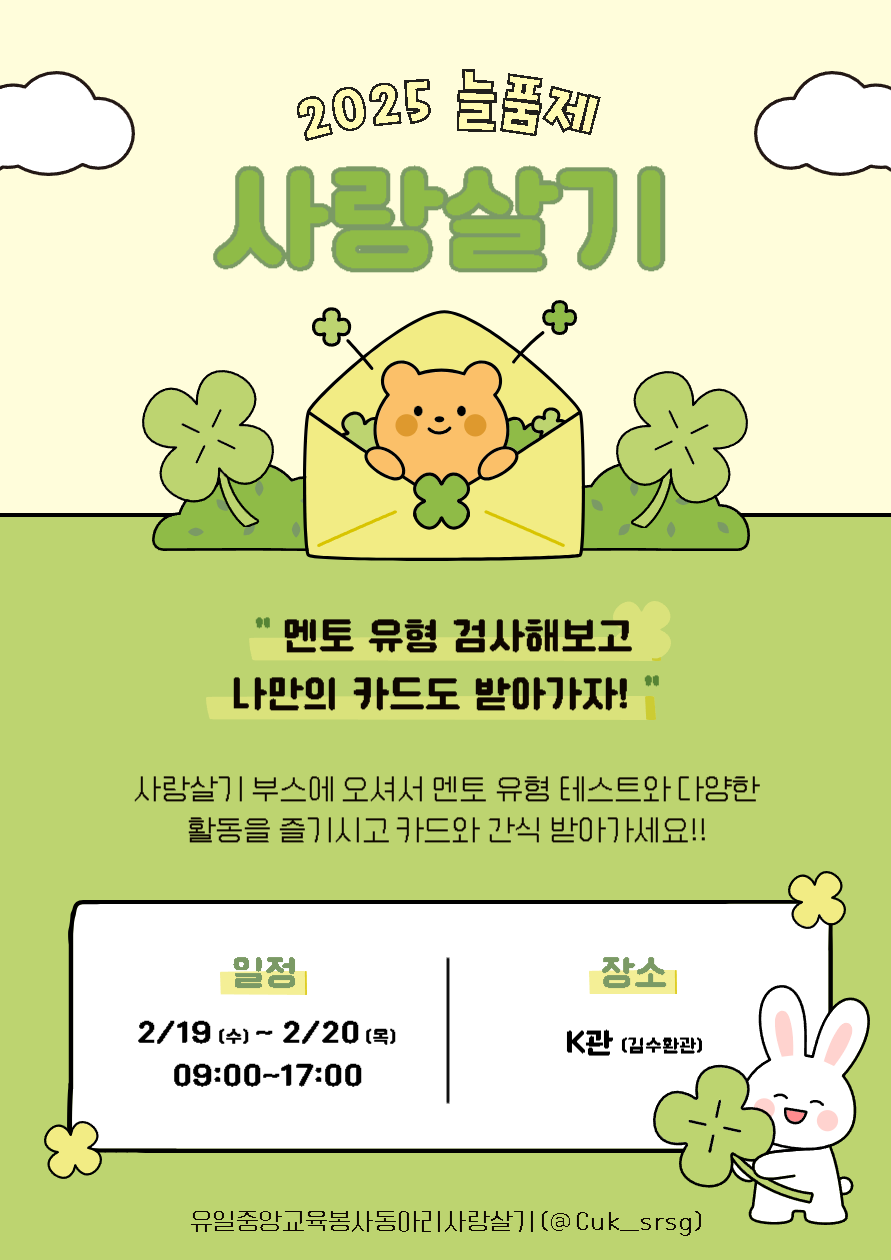 2025 늘품제
사랑살기
" 멘토 유형 검사해보고
나만의 카드도 받아가자! "
사랑살기 부스에 오셔서 멘토 유형 테스트와 다양한
활동을 즐기시고 카드와 간식 받아가세요!!
일정
2/19 (수) ~ 2/20 (목)
09:00~17:00
장소
K관 (김수환관)
유일중앙교육봉사동아리사랑살기(@Cuk_srsg)